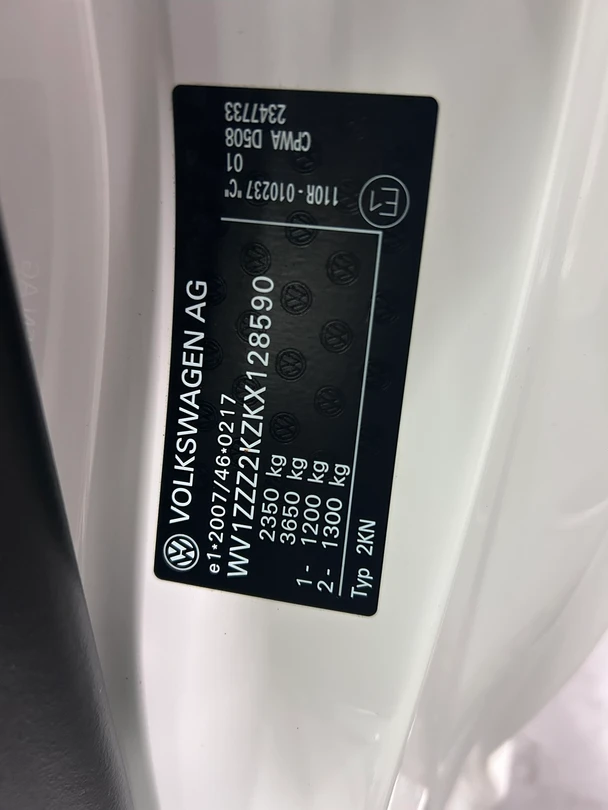 VOLKSWAGEN AG
e1*2007/46*0217
WV1ZZZ2KZKX128590
2350 kg
3650 kg
1- 1200 kg
2- 1300 kg
Typ 2KN
E1
110R-010237 "C"
01
CPWA D508
2347733